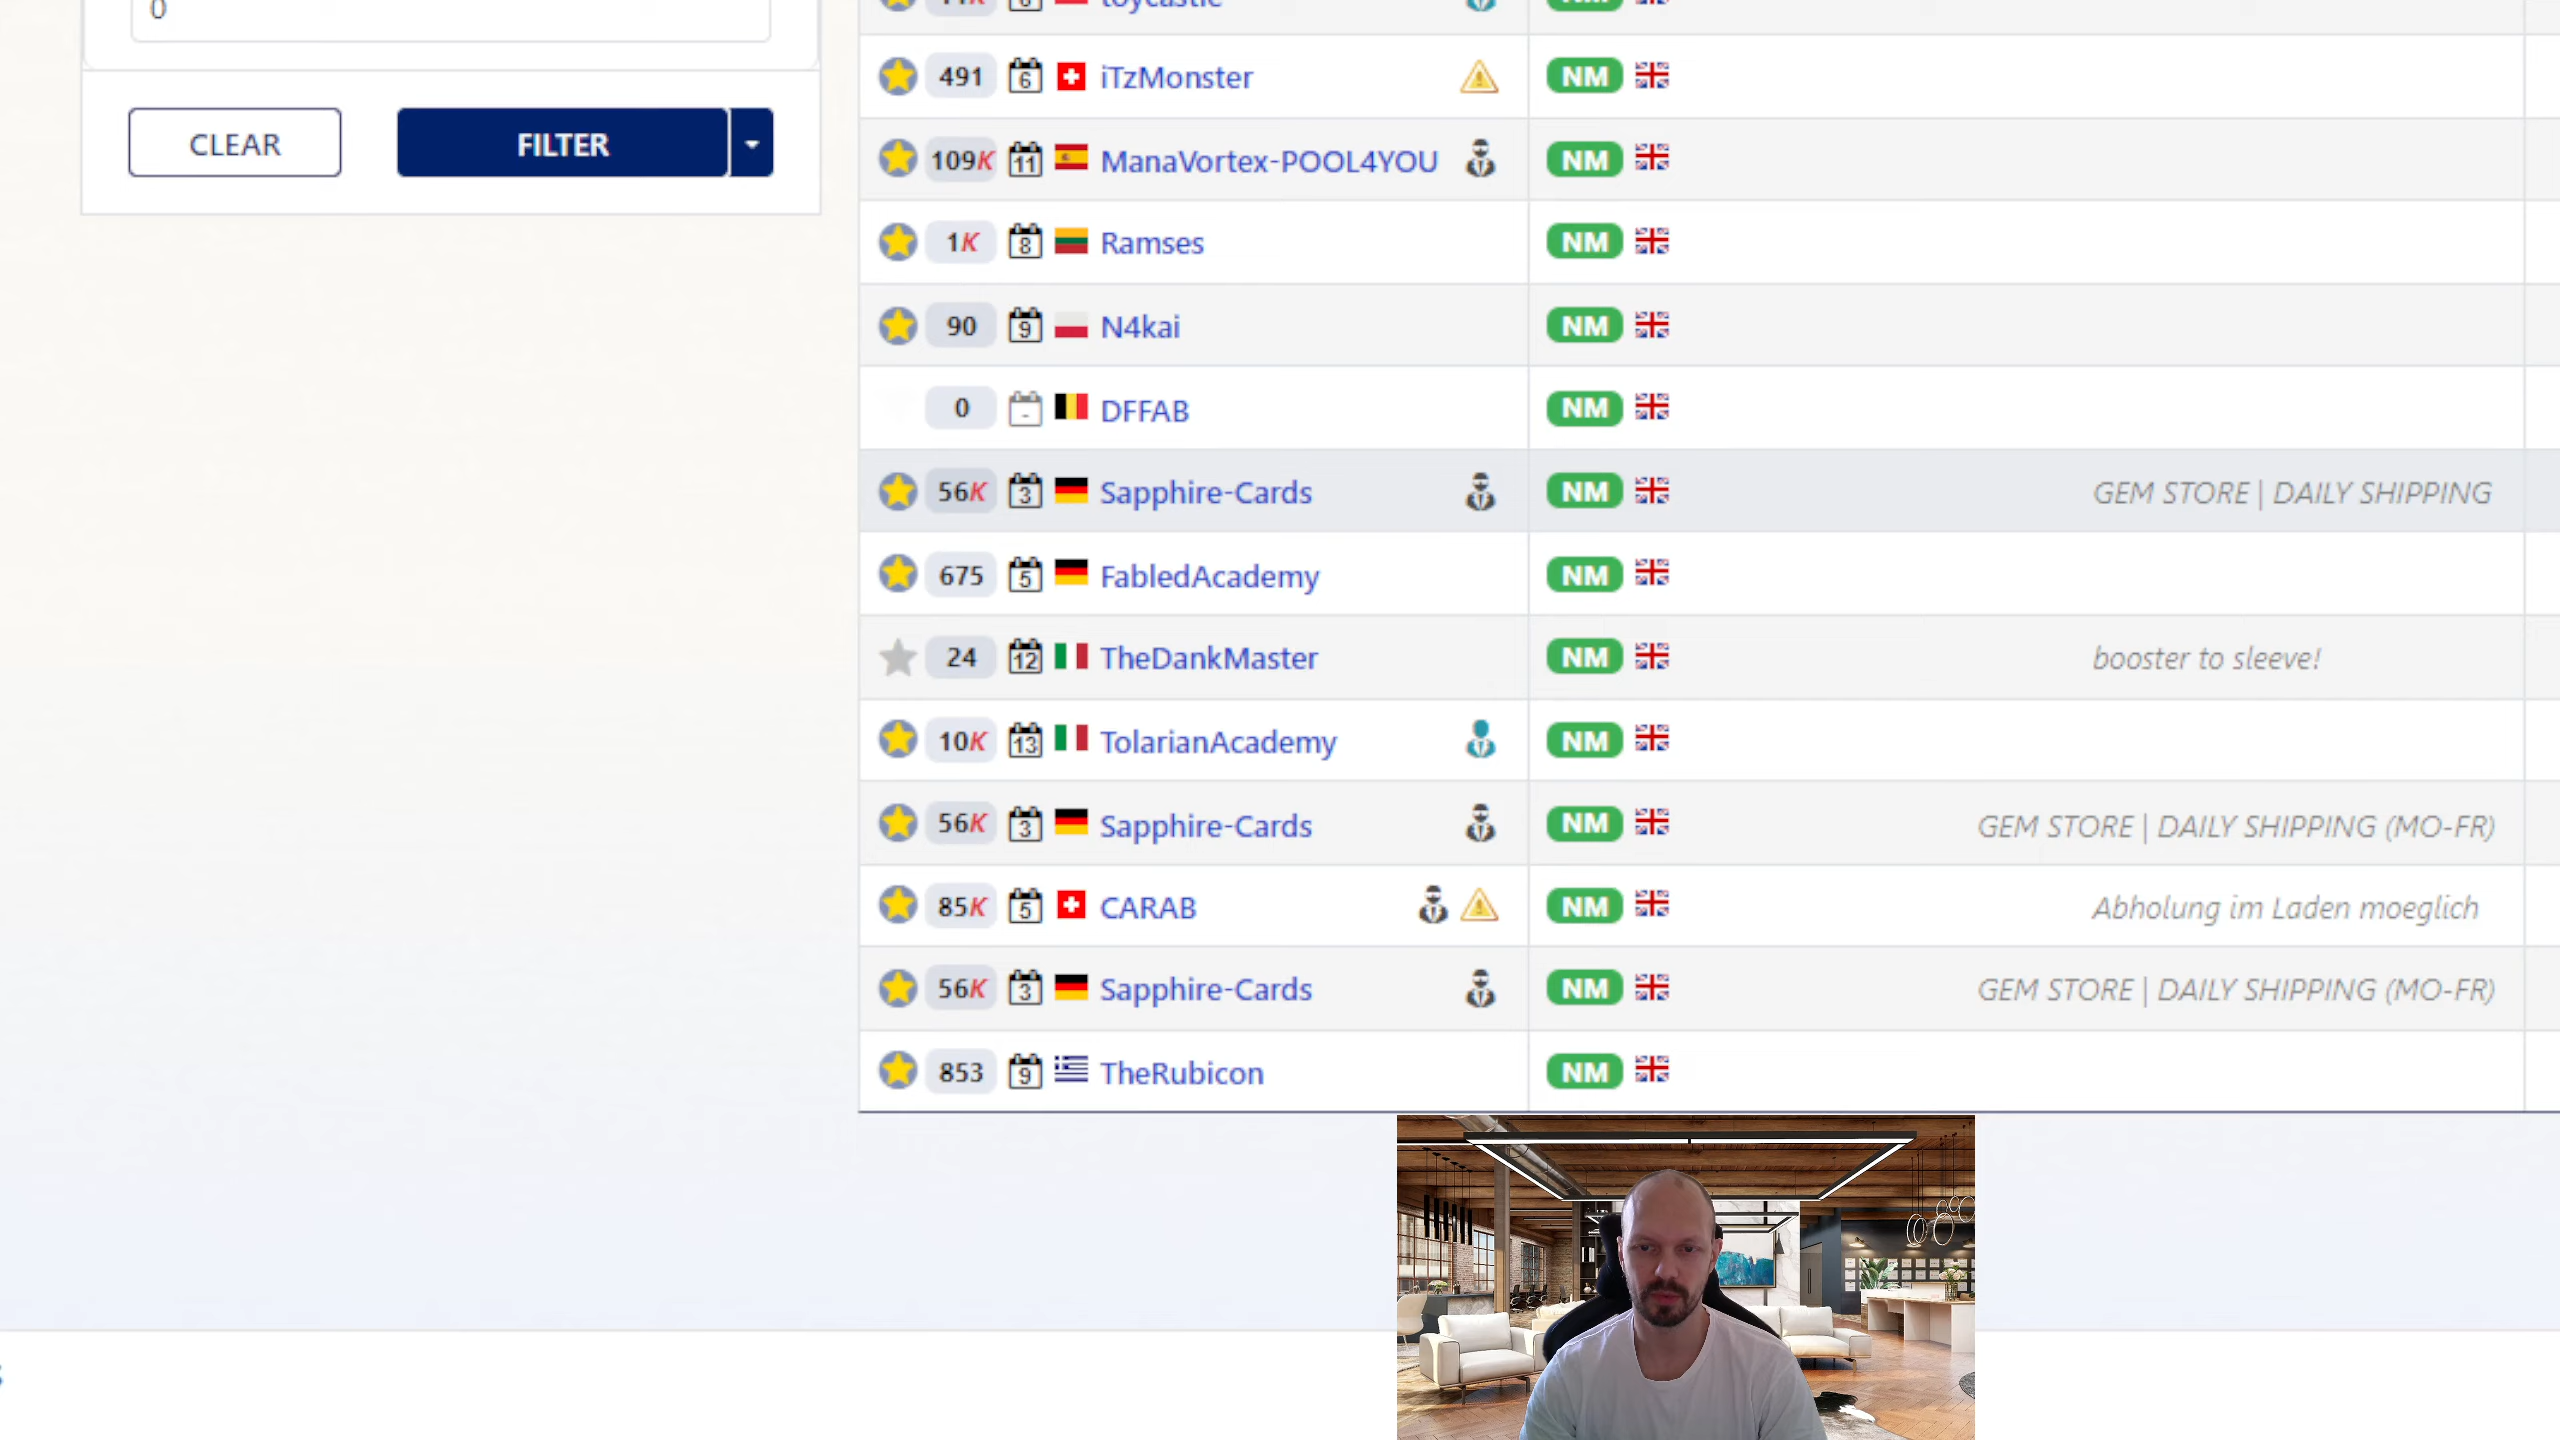 0
CLEAR
FILTER
toycastle
491 6 iTzMonster NM
109K 11 ManaVortex-POOL4YOU NM
1K 8 Ramses NM
90 9 N4kai NM
0 - DFFAB NM
56K 3 Sapphire-Cards NM GEM STORE | DAILY SHIPPING
675 5 FabledAcademy NM
24 12 TheDankMaster NM booster to sleeve!
10K 13 TolarianAcademy NM
56K 3 Sapphire-Cards NM GEM STORE | DAILY SHIPPING (MO-FR)
85K 5 CARAB NM Abholung im Laden moeglich
56K 3 Sapphire-Cards NM GEM STORE | DAILY SHIPPING (MO-FR)
853 9 TheRubicon NM